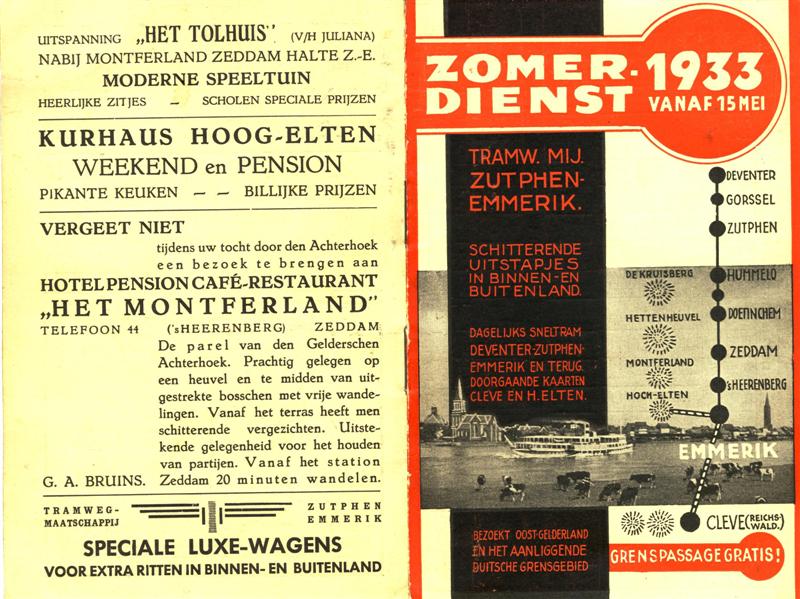 UITSPANNING „HET TOLHUIS" (V/H JULIANA)
NABIJ MONTFERLAND ZEDDAM HALTE Z.-E.
MODERNE SPEELTUIN
HEERLIJKE ZITJES – SCHOLEN SPECIALE PRIJZEN
KURHAUS HOOG-ELTEN
WEEKEND en PENSION
PIKANTE KEUKEN – – BILLIJKE PRIJZEN
VERGEET NIET
tijdens uw tocht door den Achterhoek
een bezoek te brengen aan
HOTEL PENSION CAFÉ-RESTAURANT
„HET MONTFERLAND"
TELEFOON 44 ('sHEERENBERG) ZEDDAM
De parel van den Gelderschen
Achterhoek. Prachtig gelegen op
een heuvel en te midden van uit-
gestrekte bosschen met vrije wande-
lingen. Vanaf het terras heeft men
schitterende vergezichten. Uitste-
kende gelegenheid voor het houden
van partijen. Vanaf het station
G. A. BRUINS. Zeddam 20 minuten wandelen.
TRAMWEG-
MAATSCHAPPIJ
ZUTPHEN
EMMERIK
SPECIALE LUXE-WAGENS
VOOR EXTRA RITTEN IN BINNEN- EN BUITENLAND
ZOMER-
DIENST
1933
VANAF 15 MEI
TRAMW. MIJ.
ZUTPHEN-
EMMERIK.
SCHITTERENDE
UITSTAPJES
IN BINNEN- EN
BUITENLAND.
DAGELIJKS SNELTRAM
DEVENTER-ZUTPHEN-
EMMERIK EN TERUG.
DOORGAANDE KAARTEN
CLEVE EN H. ELTEN.
DEVENTER
GORSSEL
ZUTPHEN
DE KRUISBERG
HUMMELO
HETTENHEUVEL
DOETINCHEM
ZEDDAM
MONTFERLAND
'sHEERENBERG
HOCH-ELTEN
EMMERIK
CLEVE (REICHS-
WALD.)
BEZOEKT OOST-GELDERLAND
EN HET AANLIGGENDE
DUITSCHE GRENSGEBIED
GRENSPASSAGE GRATIS!